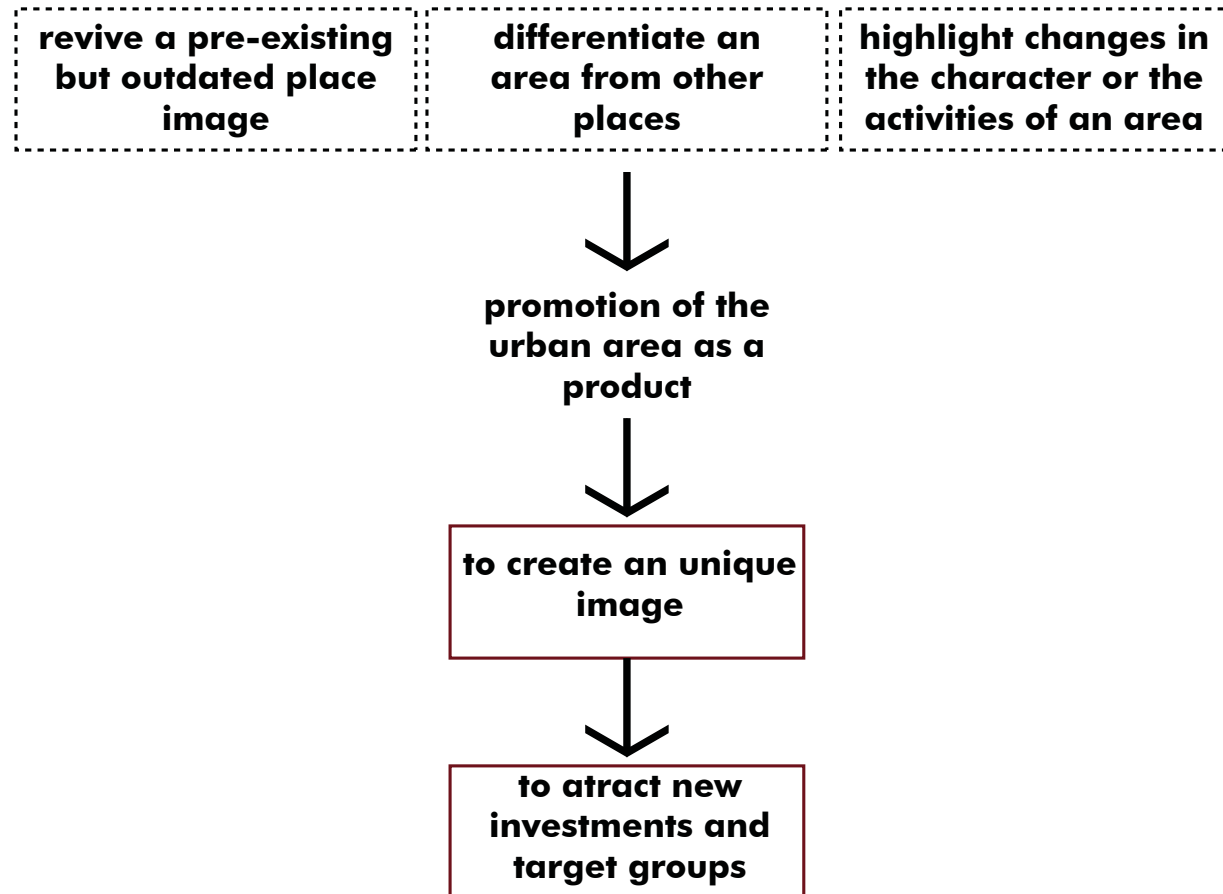 revive a pre-existing
but outdated place
image
differentiate an
area from other
places
highlight changes in
the character or the
activities of an area
promotion of the
urban area as a
product
to create an unique
image
to atract new
investments and
target groups